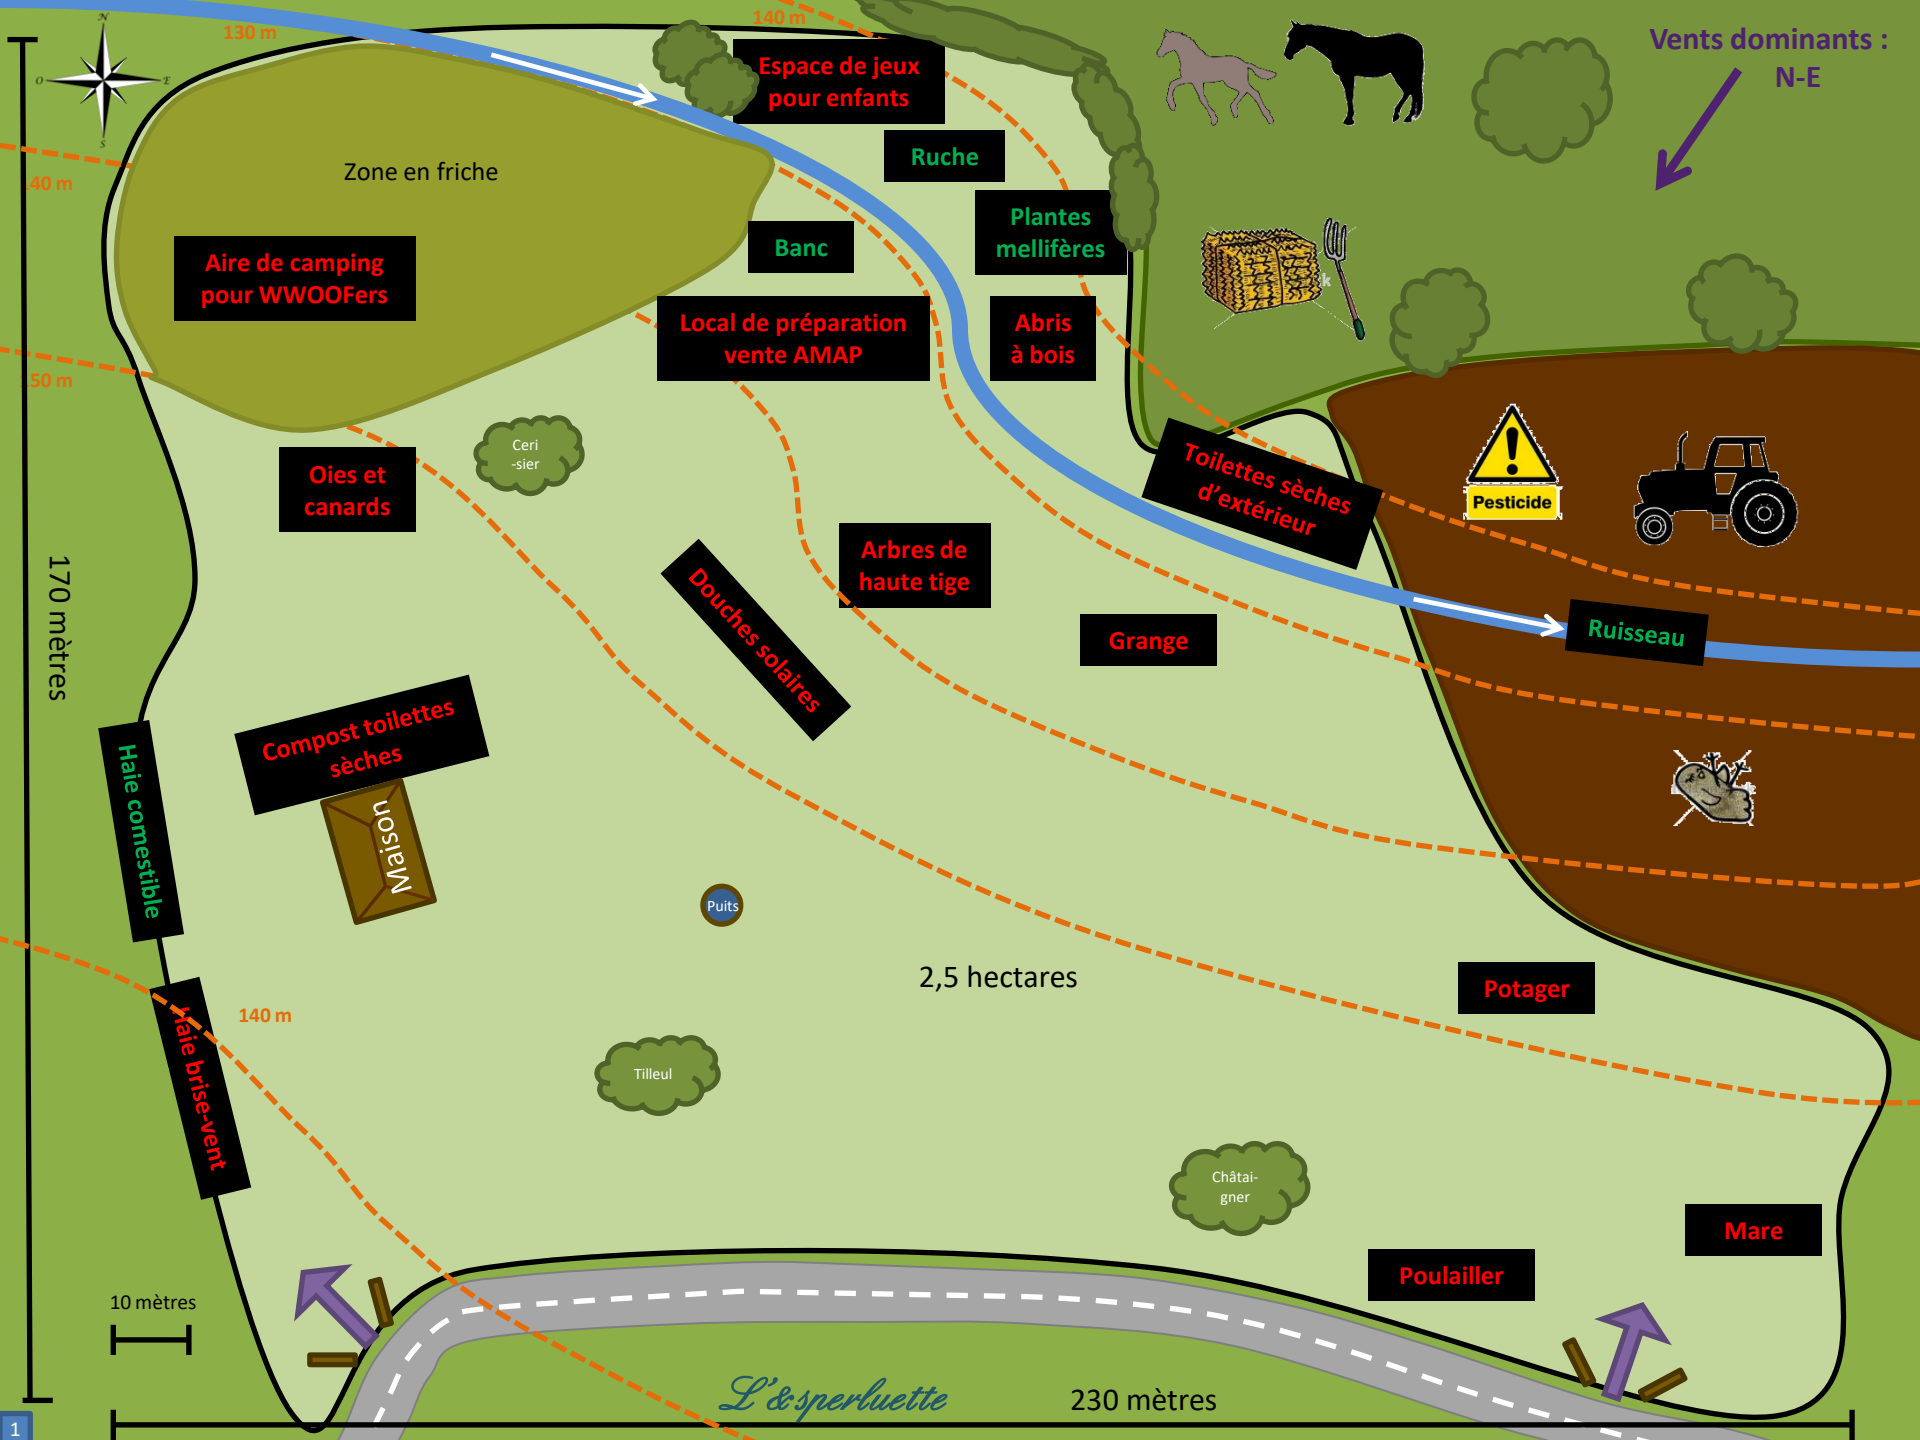 N
O
E
S
130 m
140 m
Vents dominants :
N-E
Espace de jeux
pour enfants
Ruche
Zone en friche
140 m
Plantes
mellifères
Banc
Aire de camping
pour WWOOFers
Local de préparation
vente AMAP
Abris
à bois
150 m
Ceri
-sier
Oies et
canards
Toilettes sèches
d'extérieur
Pesticide
Arbres de
haute tige
170 mètres
Douches solaires
Grange
Ruisseau
Compost toilettes
sèches
Haie comestible
Maison
Puits
2,5 hectares
Potager
140 m
Haie brise-vent
Tilleul
Châtai-
gner
Mare
Poulailler
10 mètres
L'&sperluette
230 mètres
1